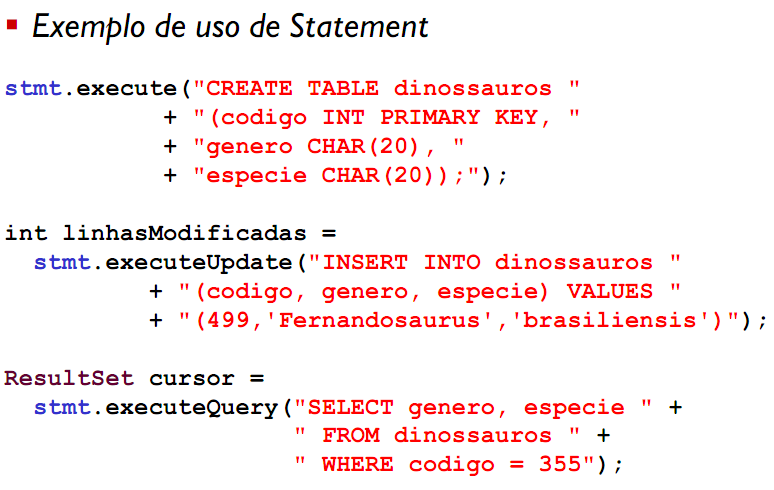 ▪ Exemplo de uso de Statement
stmt.execute("CREATE TABLE dinossauros "
+ "(codigo INT PRIMARY KEY, "
+ "genero CHAR(20), "
+ "especie CHAR(20));");
int linhasModificadas =
stmt.executeUpdate("INSERT INTO dinossauros "
+ "(codigo, genero, especie) VALUES "
+ "(499,'Fernandosaurus','brasiliensis')");
ResultSet cursor =
stmt.executeQuery("SELECT genero, especie " +
" FROM dinossauros " +
" WHERE codigo = 355");